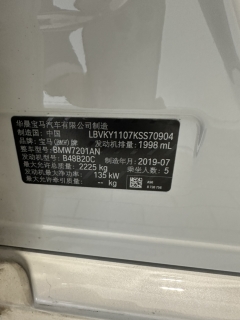 华晨宝马汽车有限公司制造
制造国: 中国 LBVKY1107KSS70904
品牌: 宝马(BMW)牌 发动机排量: 1998 mL
整车型号: BMW7201AN
发动机型号: B48B20C 制造年月: 2019-07
最大允许总质量: 2225 kg 乘坐人数: 5
发动机最大净功率: 135 kW